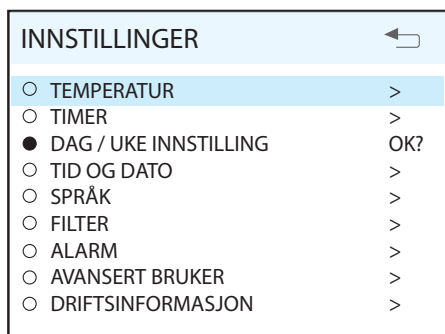 INNSTILLINGER
TEMPERATUR >
TIMER >
DAG / UKE INNSTILLING OK?
TID OG DATO >
SPRÅK >
FILTER >
ALARM >
AVANSERT BRUKER >
DRIFTSINFORMASJON >